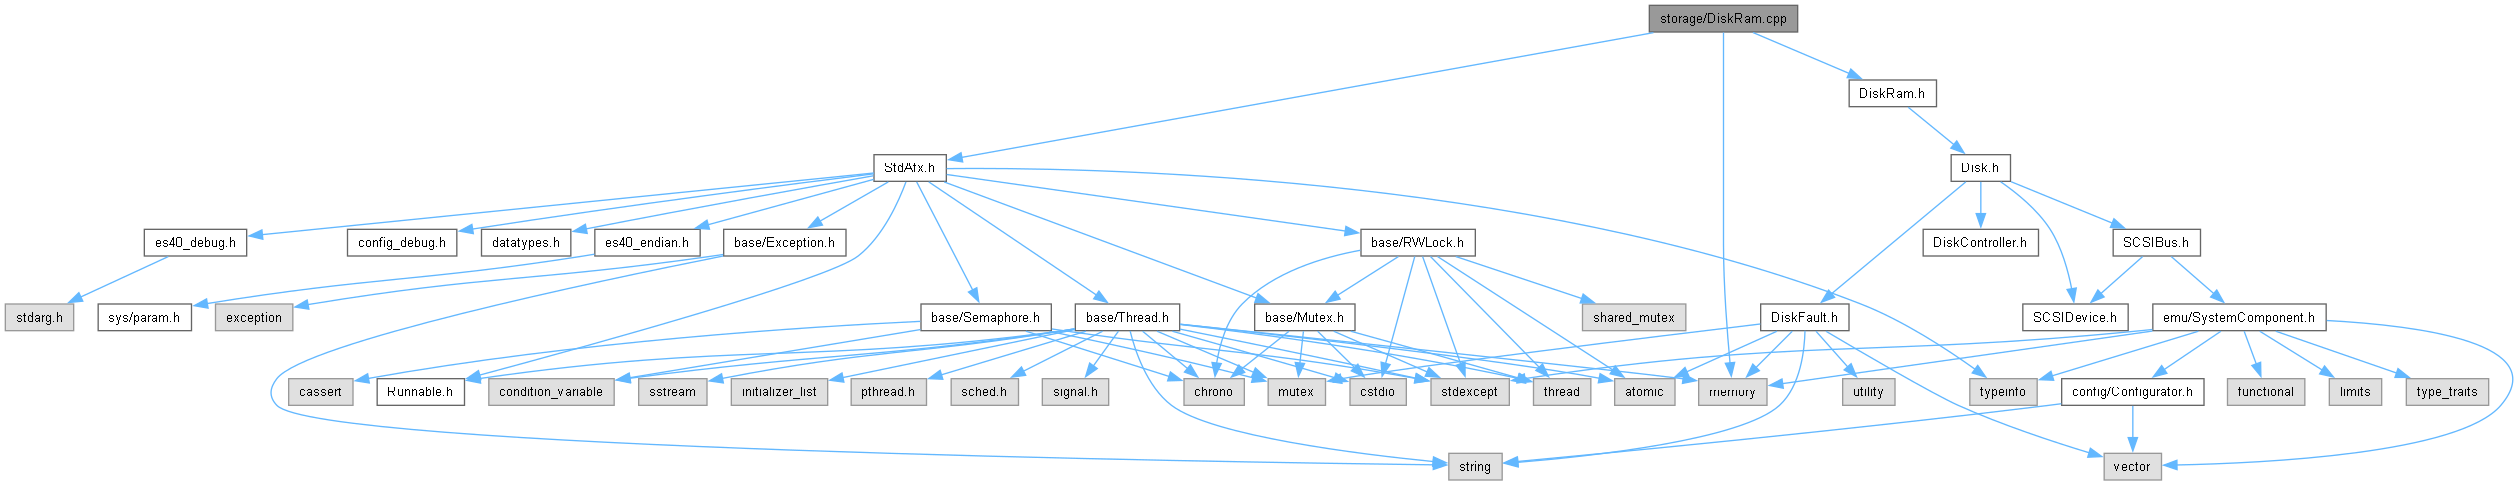 storage/DiskRam.cpp
DiskRam.h
StdAfx.h
Disk.h
es40_debug.h
config_debug.h
datatypes.h
es40_endian.h
base/Exception.h
base/RWLock.h
DiskController.h
SCSIBus.h
stdarg.h
sys/param.h
exception
base/Semaphore.h
base/Thread.h
base/Mutex.h
shared_mutex
DiskFault.h
SCSIDevice.h
emu/SystemComponent.h
cassert
Runnable.h
condition_variable
sstream
initializer_list
pthread.h
sched.h
signal.h
chrono
mutex
cstdio
stdexcept
thread
atomic
memory
utility
typeinfo
config/Configurator.h
functional
limits
type_traits
string
vector